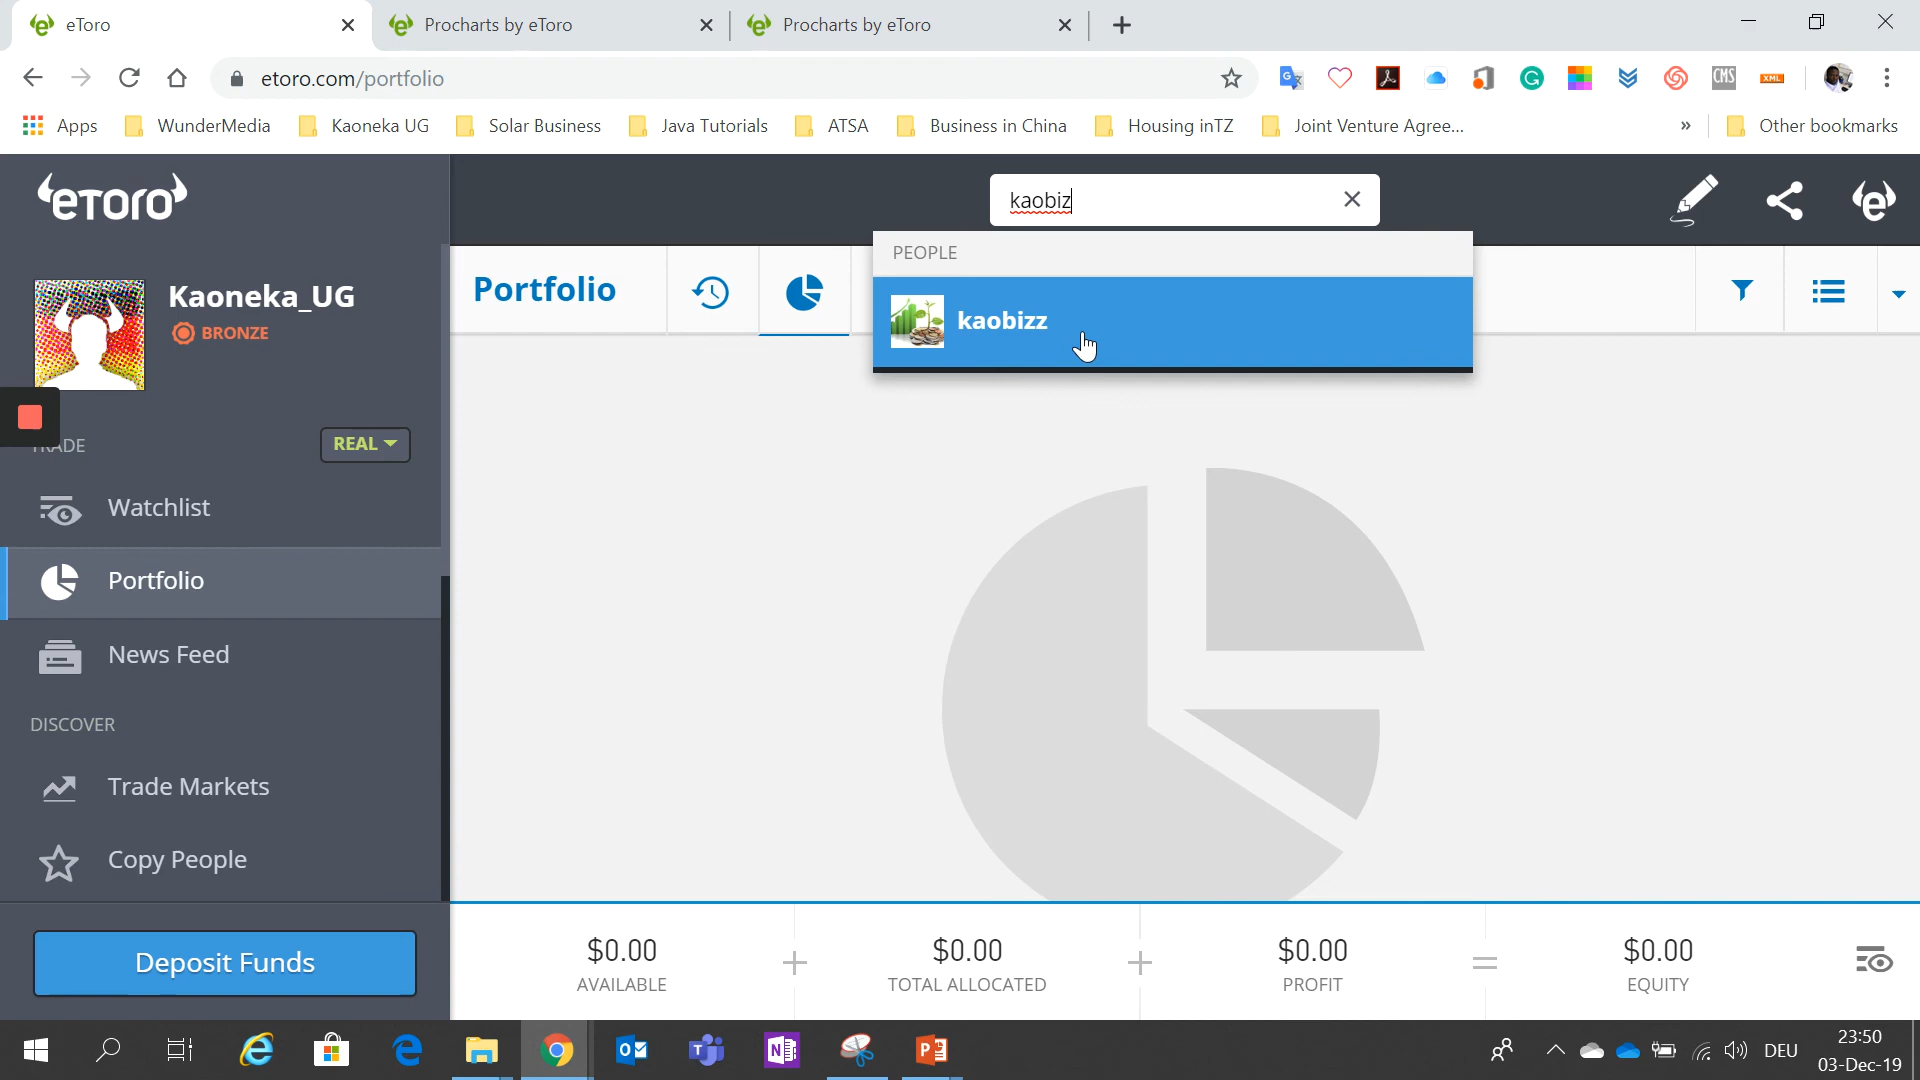 eToro
Procharts by eToro
Procharts by eToro
etoro.com/portfolio
Apps
WunderMedia
Kaoneka UG
Solar Business
Java Tutorials
ATSA
Business in China
Housing inTZ
Joint Venture Agree...
»
Other bookmarks
CMS
XML
eToro
kaobiz
PEOPLE
kaobizz
Kaoneka_UG
BRONZE
Portfolio
TRADE
REAL
Watchlist
Portfolio
News Feed
DISCOVER
Trade Markets
Copy People
Deposit Funds
$0.00 + $0.00 + $0.00 = $0.00
AVAILABLE TOTAL ALLOCATED PROFIT EQUITY
DEU
23:50
03-Dec-19